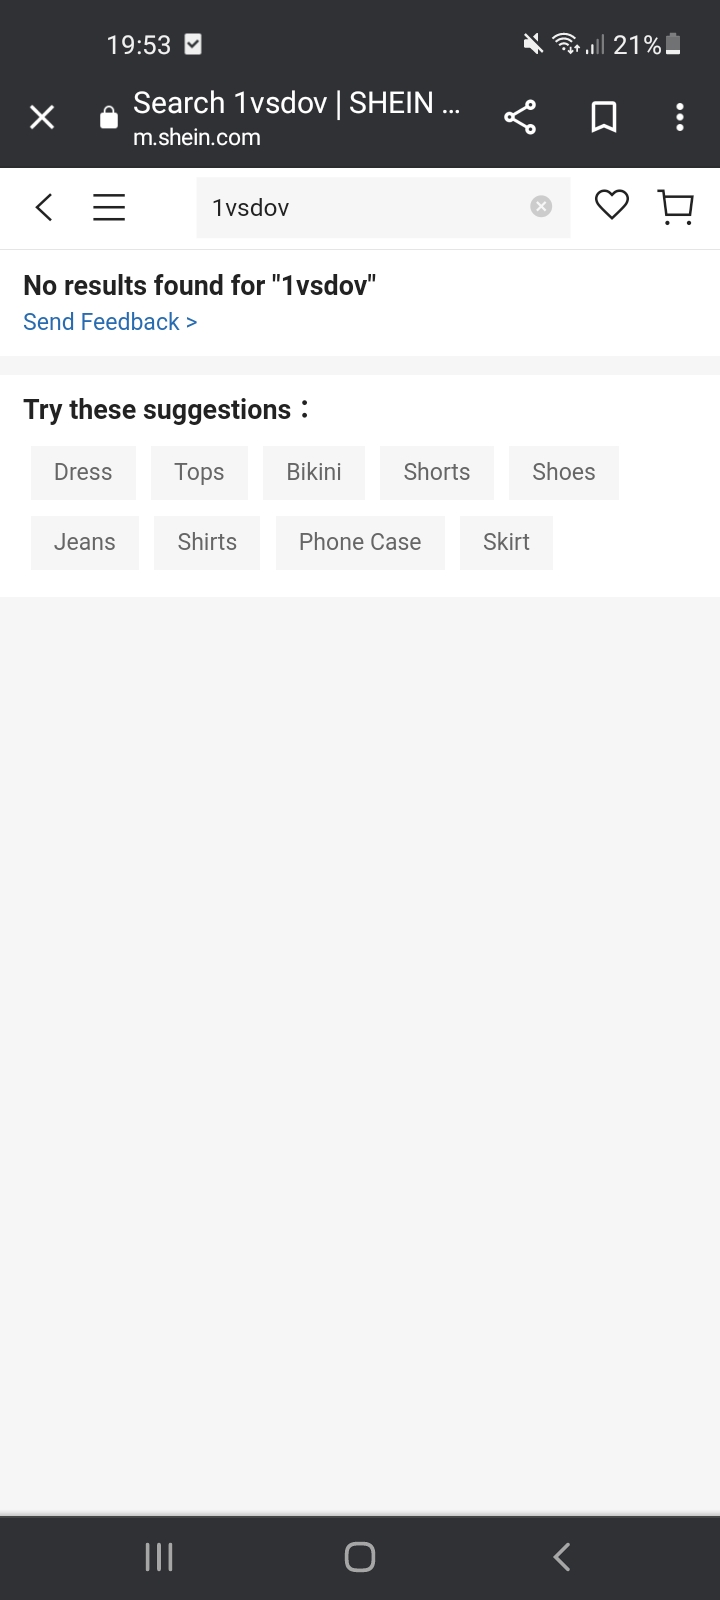 19:53 21%
Search 1vsdov | SHEIN ...
m.shein.com
1vsdov
No results found for "1vsdov"
Send Feedback >
Try these suggestions：
Dress Tops Bikini Shorts Shoes
Jeans Shirts Phone Case Skirt